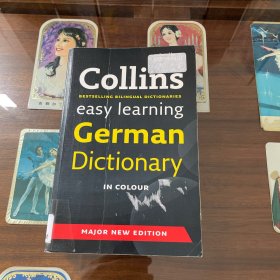 Collins
BESTSELLING BILINGUAL DICTIONARIES
easy learning
German
Dictionary
IN COLOUR
MAJOR NEW EDITION